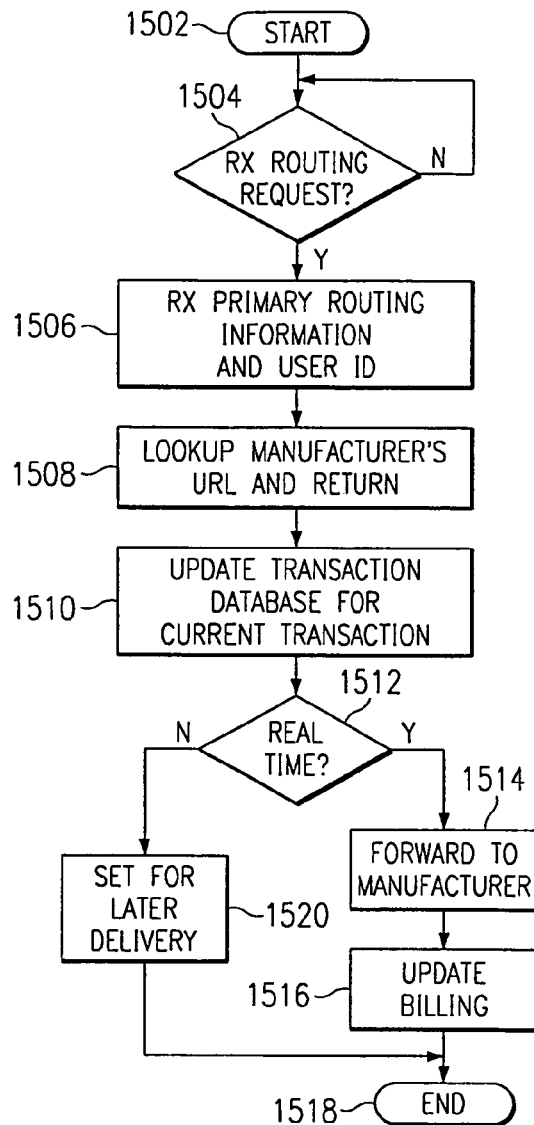 1502
START
1504
RX ROUTING
REQUEST?
N
Y
1506
RX PRIMARY ROUTING
INFORMATION
AND USER ID
1508
LOOKUP MANUFACTURER'S
URL AND RETURN
1510
UPDATE TRANSACTION
DATABASE FOR
CURRENT TRANSACTION
1512
N
REAL
TIME?
Y
1514
FORWARD TO
MANUFACTURER
SET FOR
LATER
DELIVERY
1520
1516
UPDATE
BILLING
1518
END